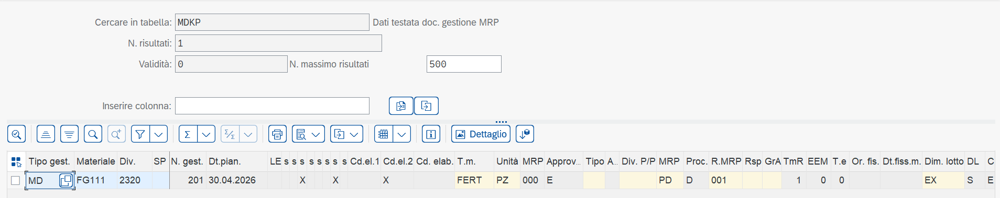 Cercare in tabella: MDKP Dati testata doc. gestione MRP
N. risultati: 1
Validità: 0 N. massimo risultati 500
Inserire colonna:
Dettaglio
Tipo gest. Materiale Div. SP N. gest. Dt.pian. LE s s s s s s s s Cd.el.1 Cd.el.2 Cd. elab. T.m. Unità MRP Approv... Tipo A.. Div. P/P MRP Proc. R.MRP Rsp GrA TmR EEM T.e Or. fis. Dt.fiss.m. Dim. lotto DL C
MD FG111 2320 201 30.04.2026 X X X FERT PZ 000 E PD D 001 1 0 0 EX S E